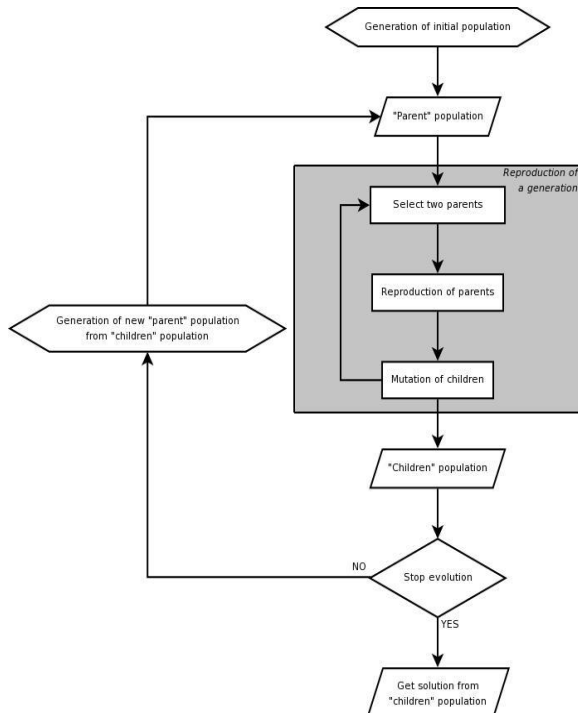 Generation of initial population
"Parent" population
Reproduction of
a generation
Select two parents
Reproduction of parents
Generation of new "parent" population
from "children" population
Mutation of children
"Children" population
NO
Stop evolution
YES
Get solution from
"children" population